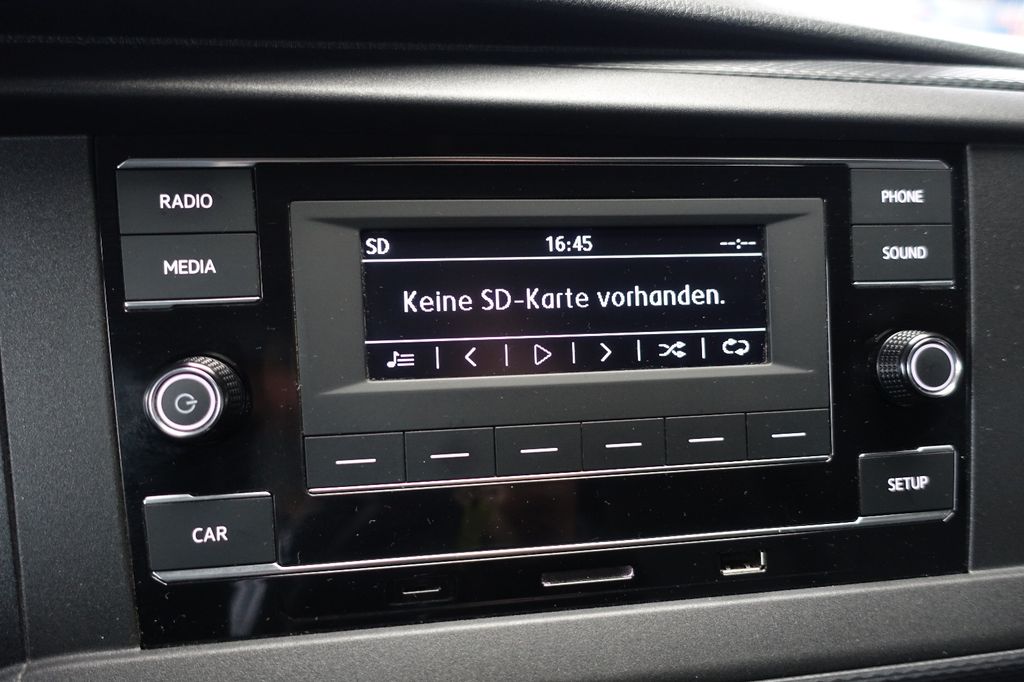 RADIO
PHONE
MEDIA
SOUND
SD 16:45 --:--
Keine SD-Karte vorhanden.
SETUP
CAR